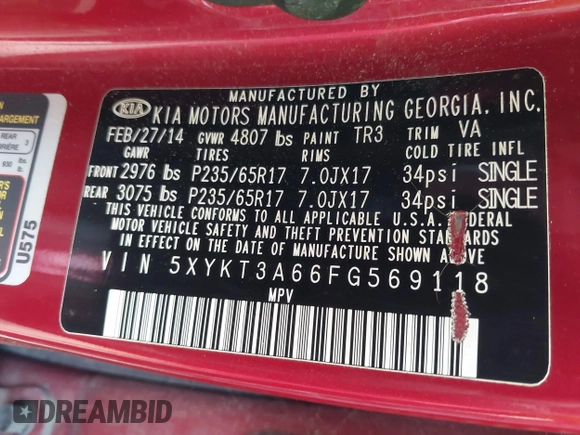 MANUFACTURED BY
KIA KIA MOTORS MANUFACTURING GEORGIA, INC.
FEB/27/14 GVWR 4807 lbs PAINT TR3 TRIM VA
GAWR TIRES RIMS COLD TIRE INFL
FRONT 2976 lbs P235/65R17 7.0JX17 34psi SINGLE
REAR 3075 lbs P235/65R17 7.0JX17 34psi SINGLE
THIS VEHICLE CONFORMS TO ALL APPLICABLE U.S.A. FEDERAL
MOTOR VEHICLE SAFETY AND THEFT PREVENTION STANDARDS
IN EFFECT ON THE DATE OF MANUFACTURE SHOWN ABOVE.
VIN 5XYKT3A66FG569118
MPV
REAR 3
U575
DREAMBID